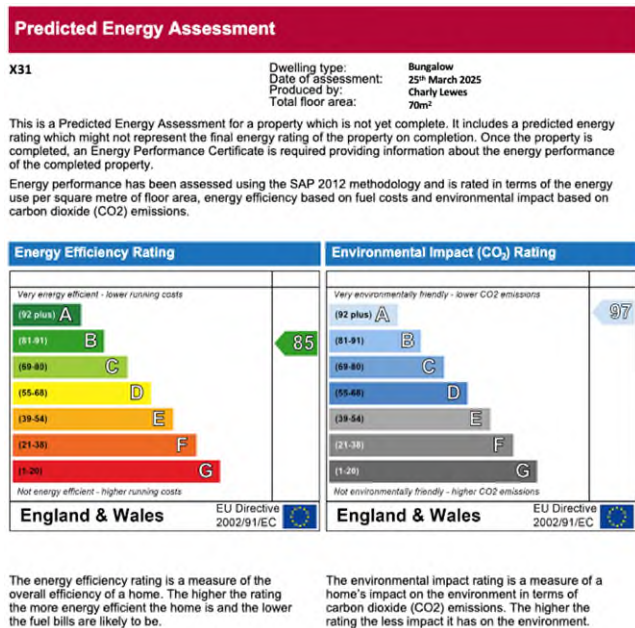 Predicted Energy Assessment
X31
Dwelling type: Bungalow
Date of assessment: 25th March 2025
Produced by: Charly Lewes
Total floor area: 70m²
This is a Predicted Energy Assessment for a property which is not yet complete. It includes a predicted energy
rating which might not represent the final energy rating of the property on completion. Once the property is
completed, an Energy Performance Certificate is required providing information about the energy performance
of the completed property.
Energy performance has been assessed using the SAP 2012 methodology and is rated in terms of the energy
use per square metre of floor area, energy efficiency based on fuel costs and environmental impact based on
carbon dioxide (CO2) emissions.
Energy Efficiency Rating
Very energy efficient - lower running costs
(92 plus) A
(81-91) B
85
(69-80) C
(55-68) D
(39-54) E
(21-38) F
(1-20) G
Not energy efficient - higher running costs
England & Wales
EU Directive
2002/91/EC
Environmental Impact (CO₂) Rating
Very environmentally friendly - lower CO2 emissions
(92 plus) A
97
(81-91) B
(69-80) C
(55-68) D
(39-54) E
(21-38) F
(1-20) G
Not environmentally friendly - higher CO2 emissions
England & Wales
EU Directive
2002/91/EC
The energy efficiency rating is a measure of the
overall efficiency of a home. The higher the rating
the more energy efficient the home is and the lower
the fuel bills are likely to be.
The environmental impact rating is a measure of a
home's impact on the environment in terms of
carbon dioxide (CO2) emissions. The higher the
rating the less impact it has on the environment.